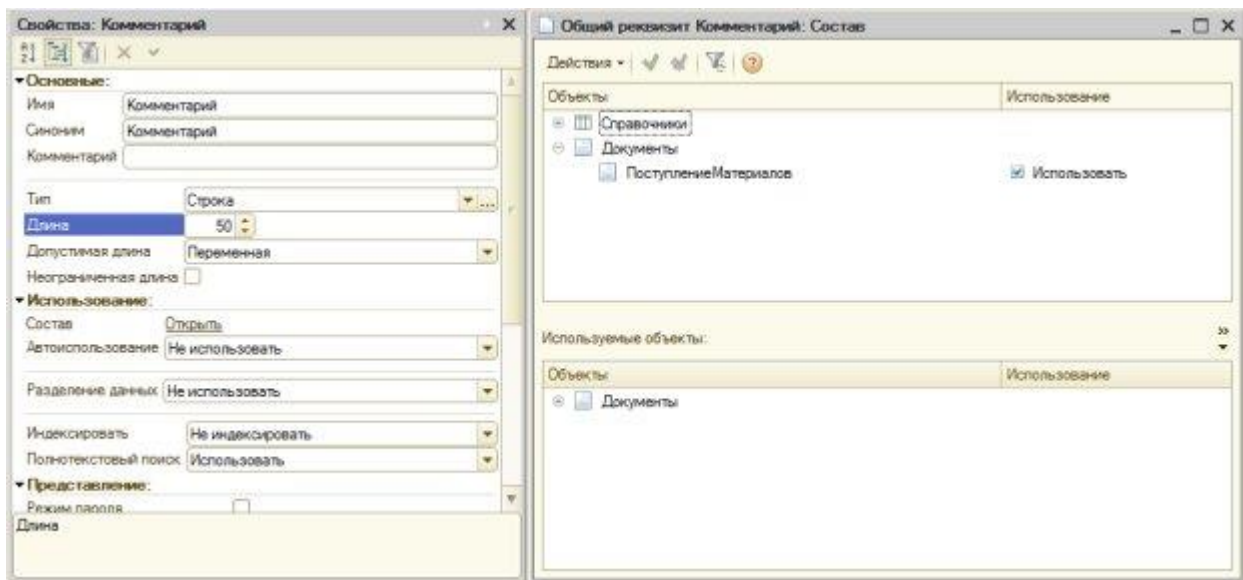 Свойства: Комментарий
Основные:
Имя Комментарий
Синоним Комментарий
Комментарий
Тип Строка ...
Длина 50
Допустимая длина Переменная
Неограниченная длина
Использование:
Состав Открыть
Автоиспользование Не использовать
Разделение данных Не использовать
Индексировать Не индексировать
Полнотекстовый поиск Использовать
Представление:
Режим пароля
Длина
Общий реквизит Комментарий: Состав
Действия
Объекты Использование
Справочники
Документы
ПоступлениеМатериалов Использовать
Используемые объекты:
Объекты Использование
Документы